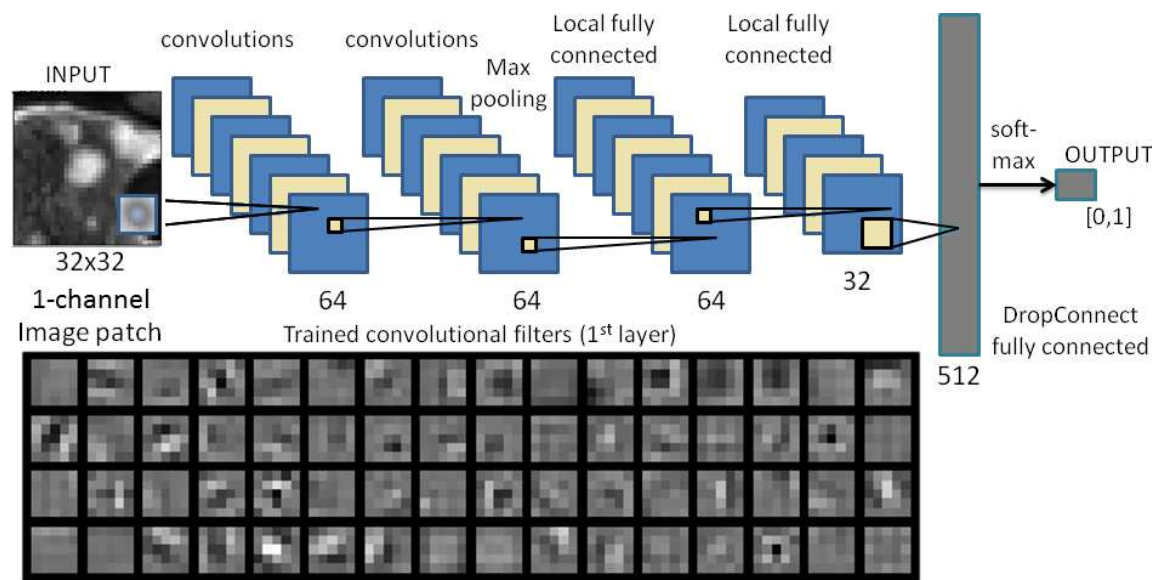 INPUT
32x32
1-channel
Image patch
convolutions
64
convolutions
64
Max
pooling
Local fully
connected
64
Local fully
connected
32
512
soft-
max
OUTPUT
[0,1]
DropConnect
fully connected
Trained convolutional filters (1st layer)